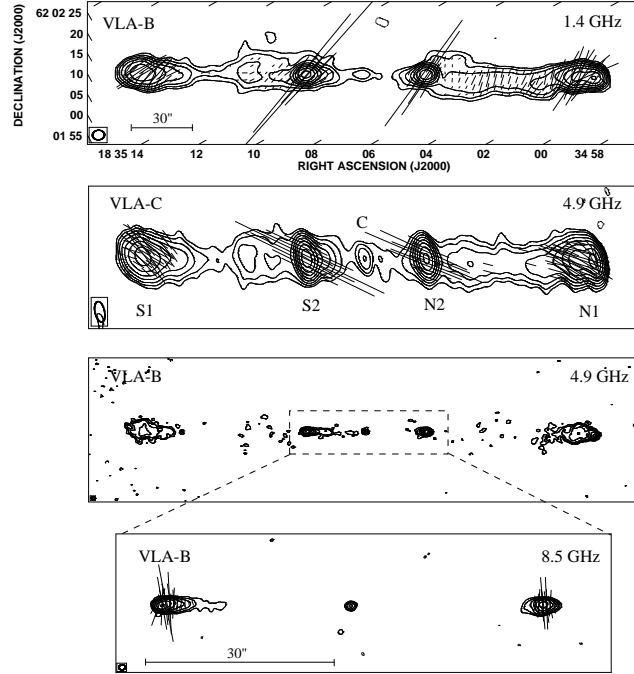 VLA-B
1.4 GHz
DECLINATION (J2000)
62 02 25
20
15
10
05
00
01 55
30"
18 35 14
12
10
08
06
04
02
00
34 58
RIGHT ASCENSION (J2000)
VLA-C
4.9 GHz
C
S1
S2
N2
N1
VLA-B
4.9 GHz
VLA-B
8.5 GHz
30"